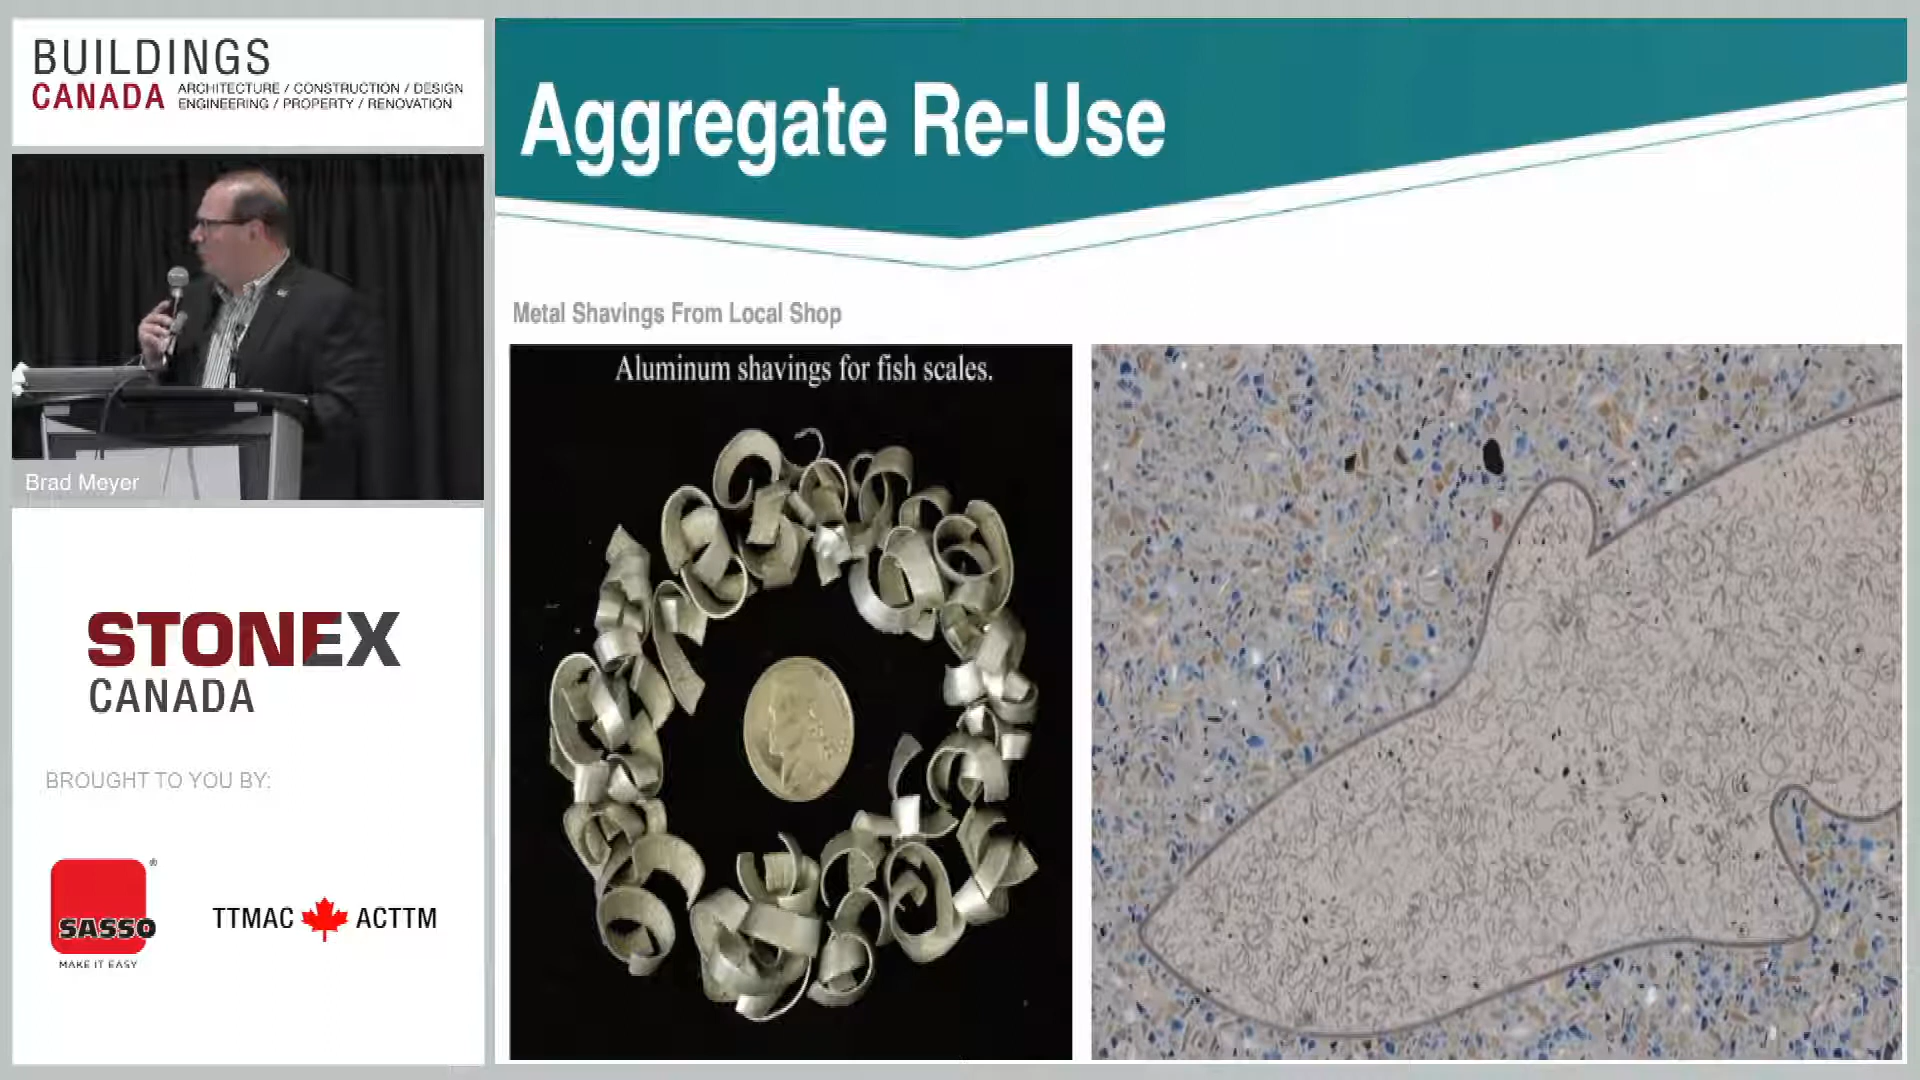 BUILDINGS
CANADA
ARCHITECTURE / CONSTRUCTION / DESIGN
ENGINEERING / PROPERTY / RENOVATION
Brad Meyer
STONEX
CANADA
BROUGHT TO YOU BY:
SASSO
®
MAKE IT EASY
TTMAC ACTTM
Aggregate Re-Use
Metal Shavings From Local Shop
Aluminum shavings for fish scales.